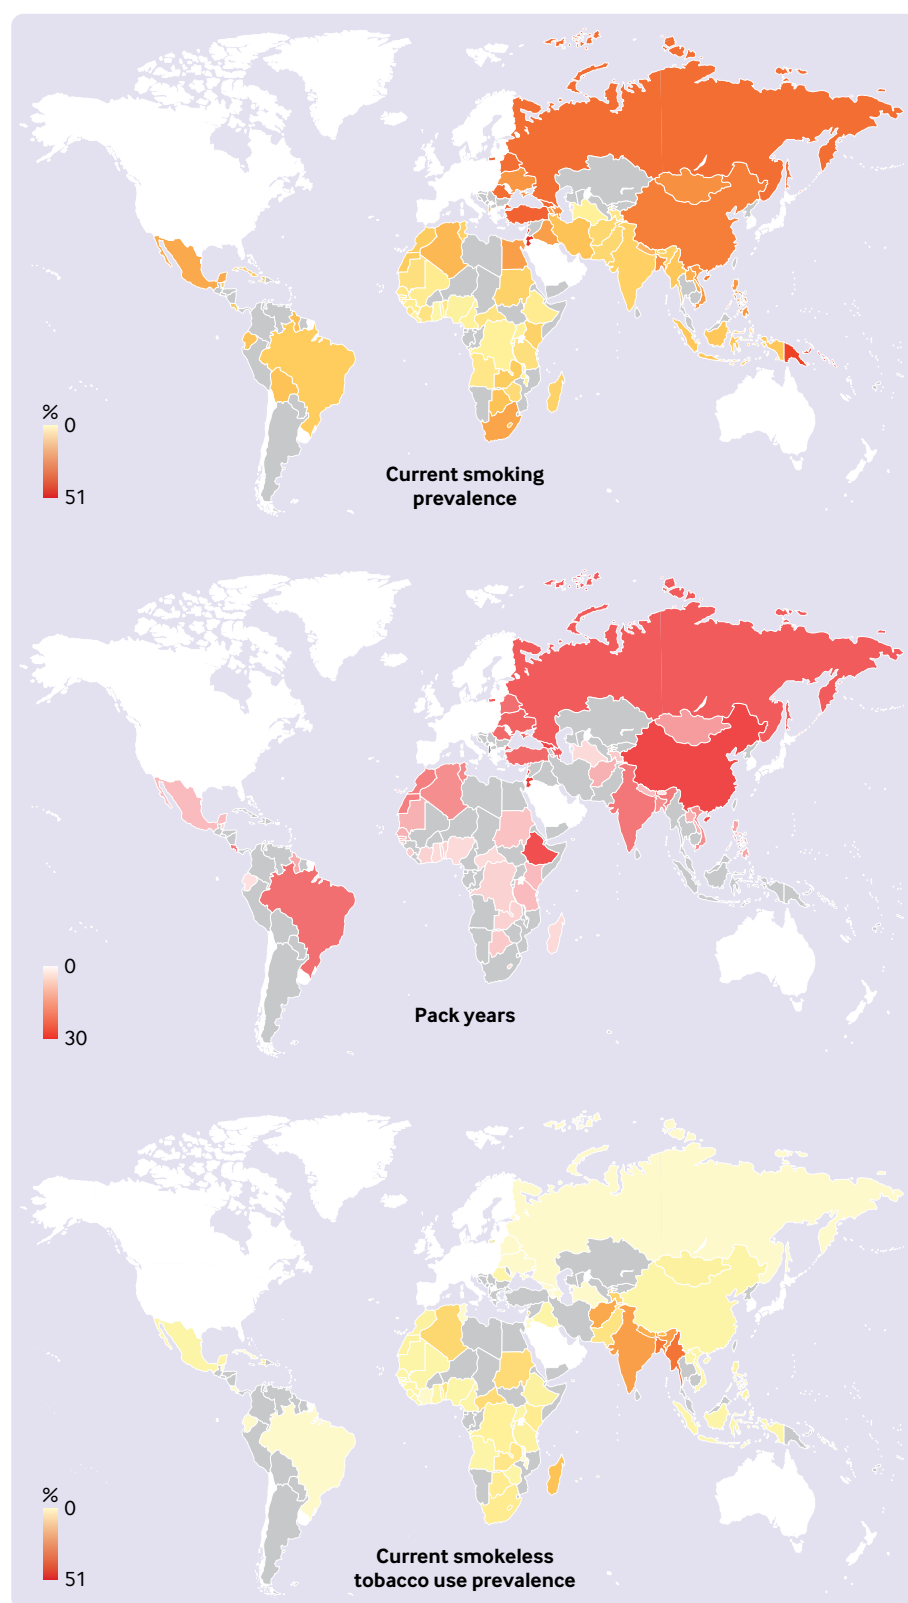 %
0
51
Current smoking
prevalence
0
30
Pack years
%
0
51
Current smokeless
tobacco use prevalence